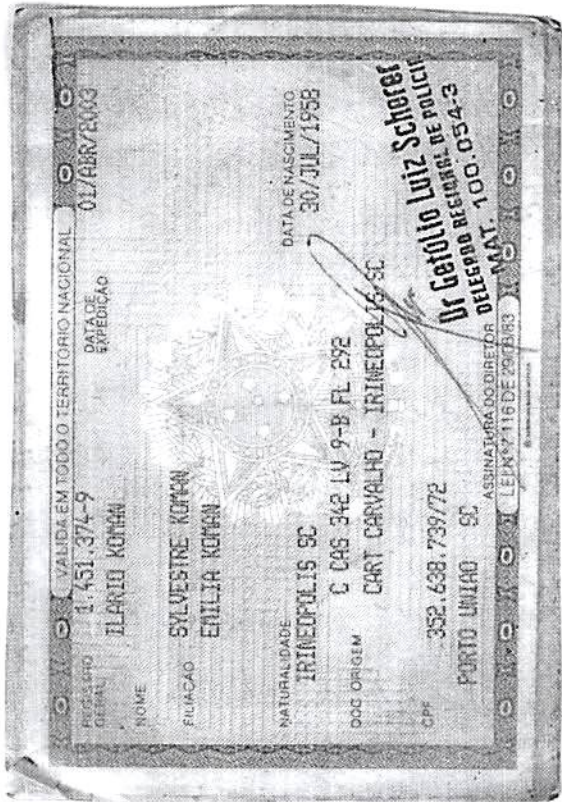 VÁLIDA EM TODO O TERRITÓRIO NACIONAL
REGISTRO GERAL 1.451.374-9 DATA DE EXPEDIÇÃO 01/ABR/2003
NOME ILARIO KOMAN
FILIAÇÃO SYLVESTRE KOMAN
EMILIA KOMAN
NATURALIDADE DATA DE NASCIMENTO
IRINEOPOLIS SC 30/JUL/1958
DOC ORIGEM C CAS 342 LV 9-B FL 292
CART CARVALHO - IRINEOPOLIS SC
CPF 352.638.739/72
PORTO UNIAO SC
Dr Getúlio Luiz Scherer
DELEGADO REGIONAL DE POLICIA
MAT. 100.054-3
ASSINATURA DO DIRETOR
LEI Nº 7.116 DE 29/08/83